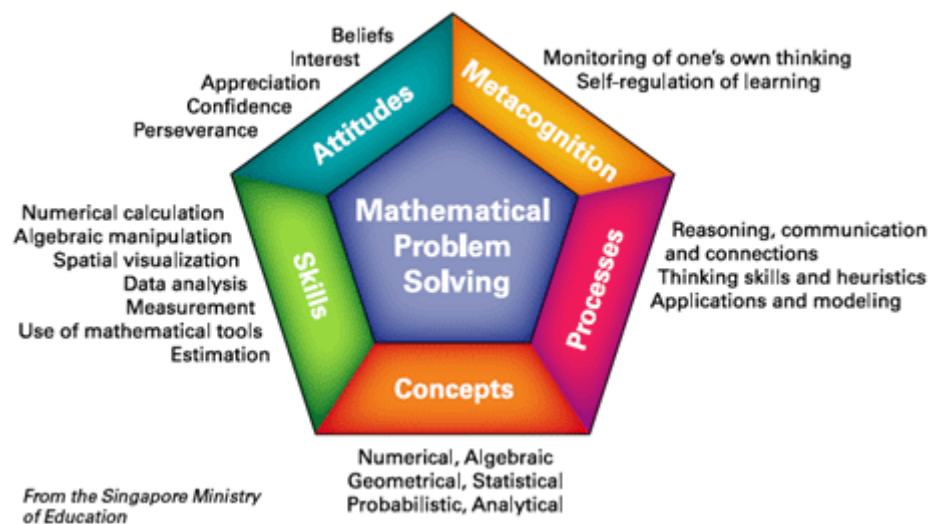 Beliefs
Interest
Appreciation
Confidence
Perseverance
Attitudes
Metacognition
Monitoring of one's own thinking
Self-regulation of learning
Mathematical
Problem
Solving
Numerical calculation
Algebraic manipulation
Spatial visualization
Data analysis
Measurement
Use of mathematical tools
Estimation
Skills
Processes
Reasoning, communication
and connections
Thinking skills and heuristics
Applications and modeling
Concepts
Numerical, Algebraic
Geometrical, Statistical
Probabilistic, Analytical
From the Singapore Ministry
of Education